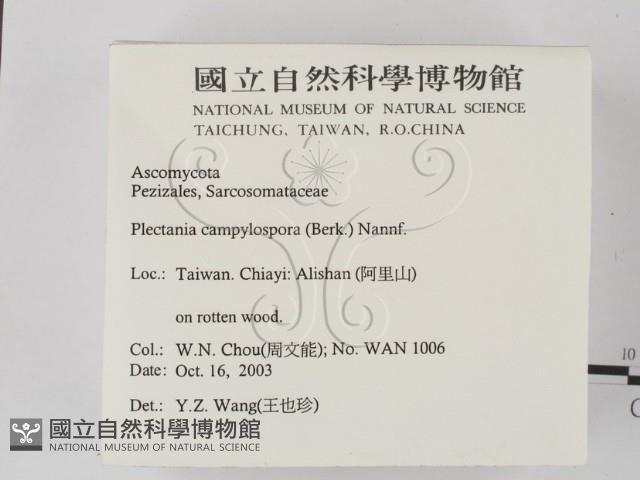 國立自然科學博物館
NATIONAL MUSEUM OF NATURAL SCIENCE
TAICHUNG, TAIWAN, R.O.CHINA
Ascomycota
Pezizales, Sarcosomataceae
Plectania campylospora (Berk.) Nannf.
Loc.: Taiwan. Chiayi: Alishan (阿里山)
on rotten wood.
Col.: W.N. Chou(周文能); No. WAN 1006
Date: Oct. 16, 2003
Det.: Y.Z. Wang(王也珍)
10
國立自然科學博物館
NATIONAL MUSEUM OF NATURAL SCIENCE